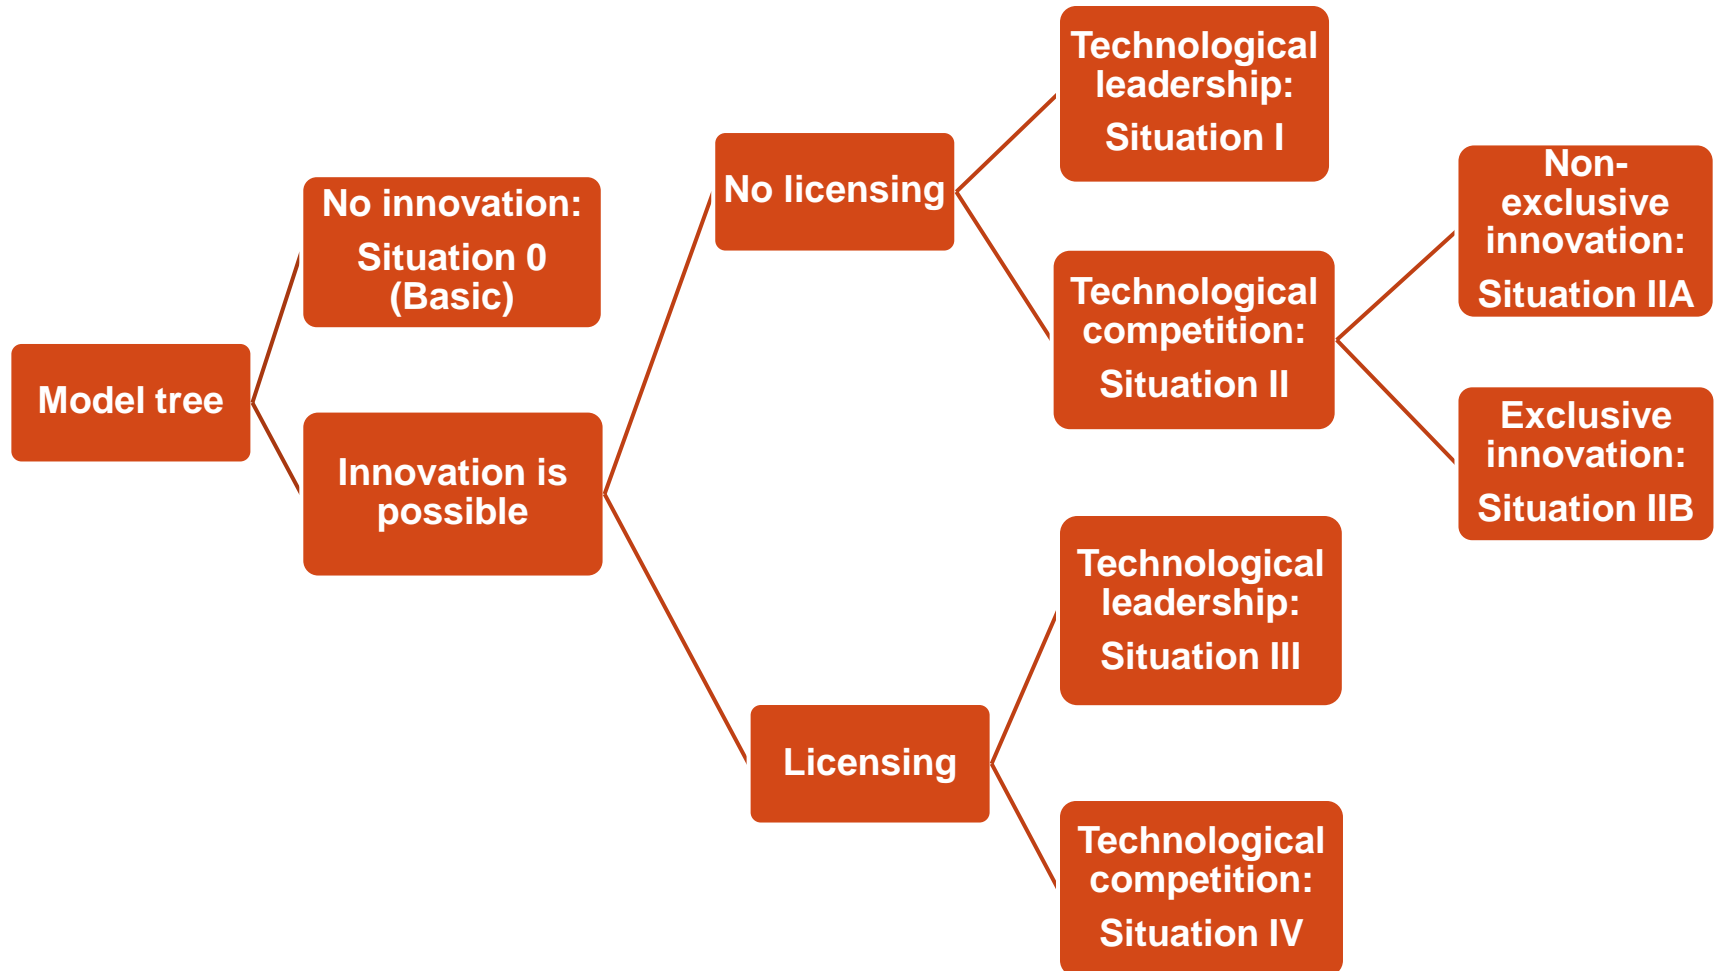 Model tree
No innovation:
Situation 0
(Basic)
Innovation is
possible
No licensing
Technological
leadership:
Situation I
Technological
competition:
Situation II
Non-
exclusive
innovation:
Situation IIA
Exclusive
innovation:
Situation IIB
Licensing
Technological
leadership:
Situation III
Technological
competition:
Situation IV